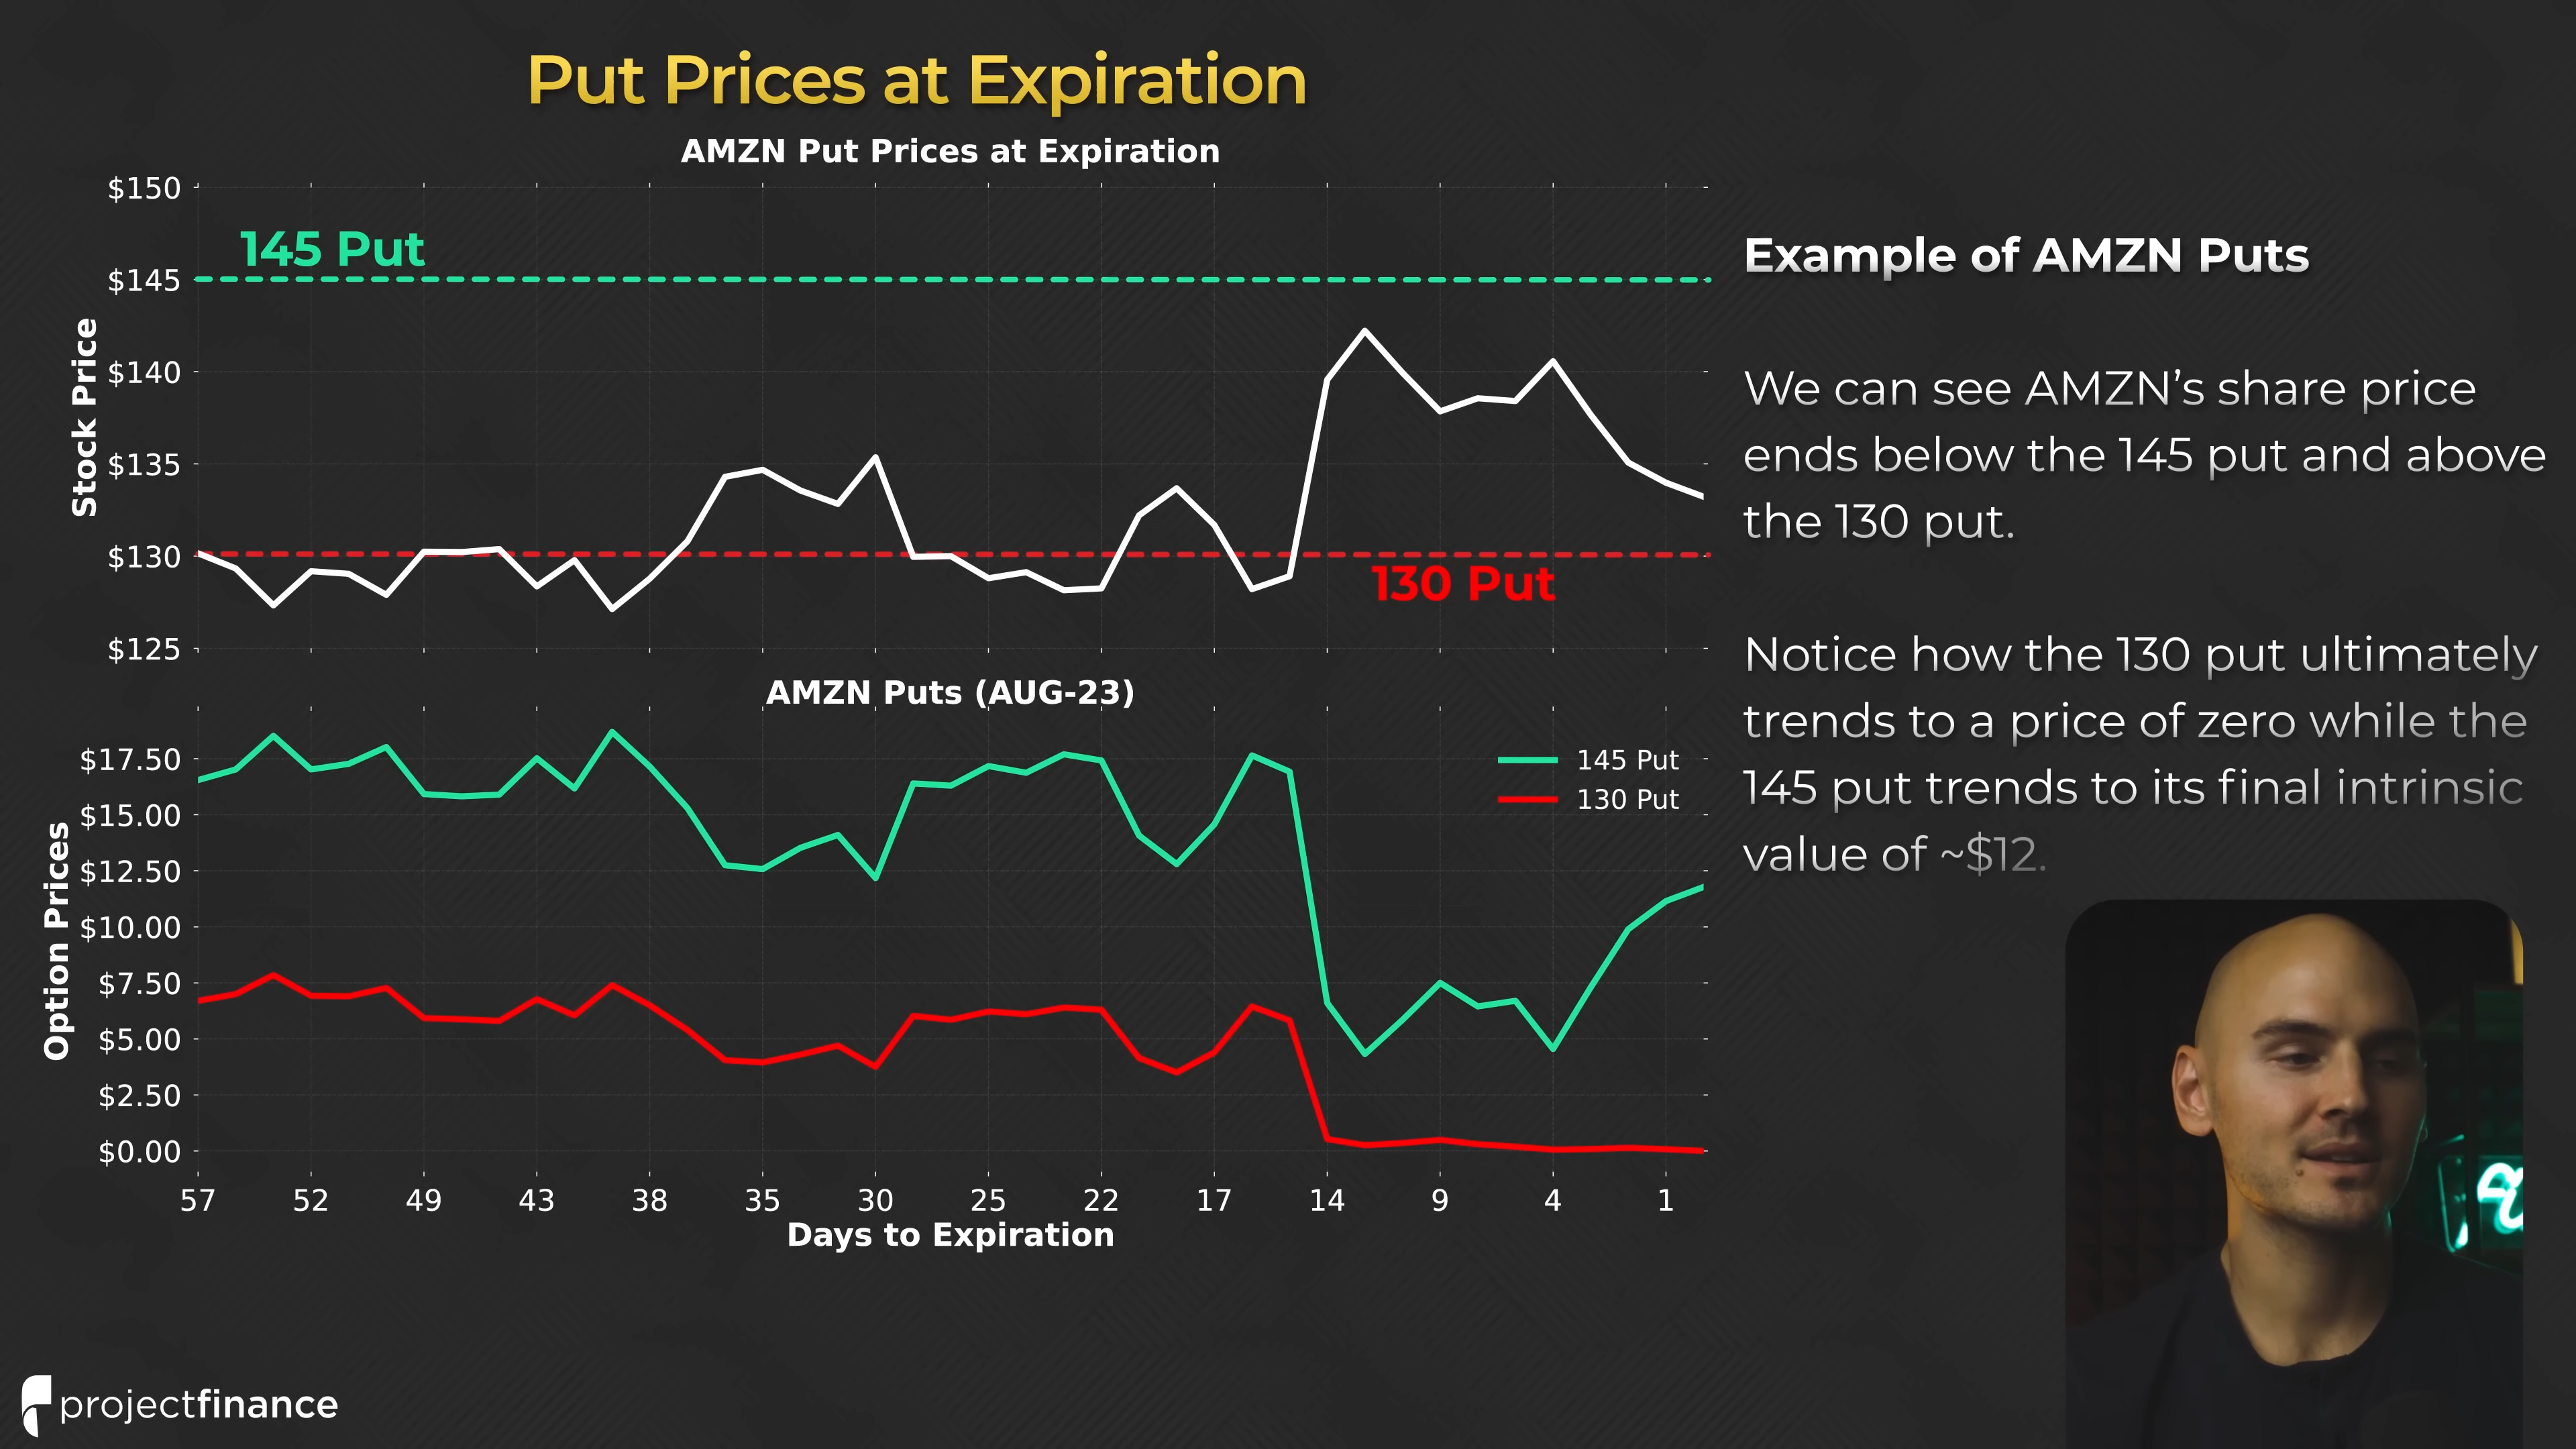 Put Prices at Expiration
AMZN Put Prices at Expiration
$150
145 Put
$145
$140
$135
$130
130 Put
$125
Stock Price
AMZN Puts (AUG-23)
$17.50
$15.00
$12.50
$10.00
$7.50
$5.00
$2.50
$0.00
Option Prices
145 Put
130 Put
57 52 49 43 38 35 30 25 22 17 14 9 4 1
Days to Expiration
Example of AMZN Puts
We can see AMZN’s share price
ends below the 145 put and above
the 130 put.
Notice how the 130 put ultimately
trends to a price of zero while the
145 put trends to its final intrinsic
value of ~$12.
projectfinance